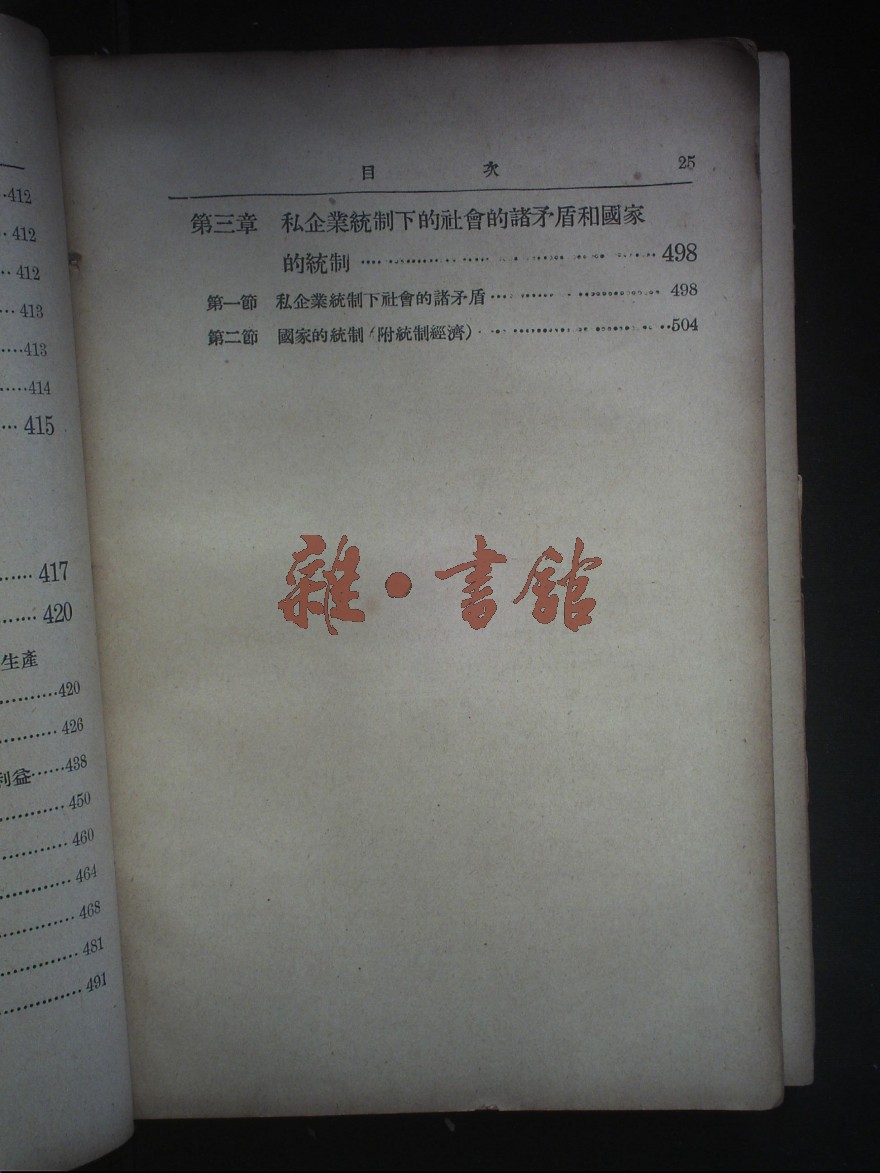 412
412
412
413
413
414
415
417
420
生產
420
426
利益……438
450
460
464
468
481
491
目 次 25
第三章 私企業統制下的社會的諸矛盾和國家
的統制……498
第一節 私企業統制下社會的諸矛盾……498
第二節 國家的統制(附統制經濟)……504
雜·書館